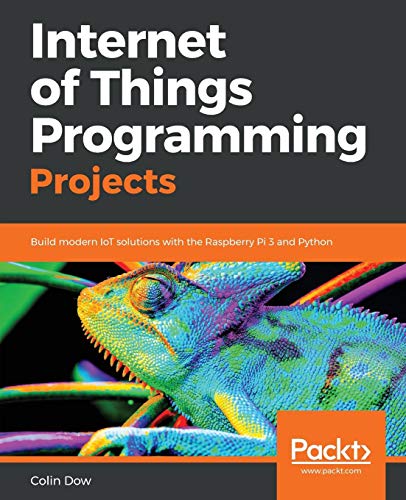 Internet
of Things
Programming
Projects
Build modern IoT solutions with the Raspberry Pi 3 and Python
Packt>
www.packt.com
Colin Dow